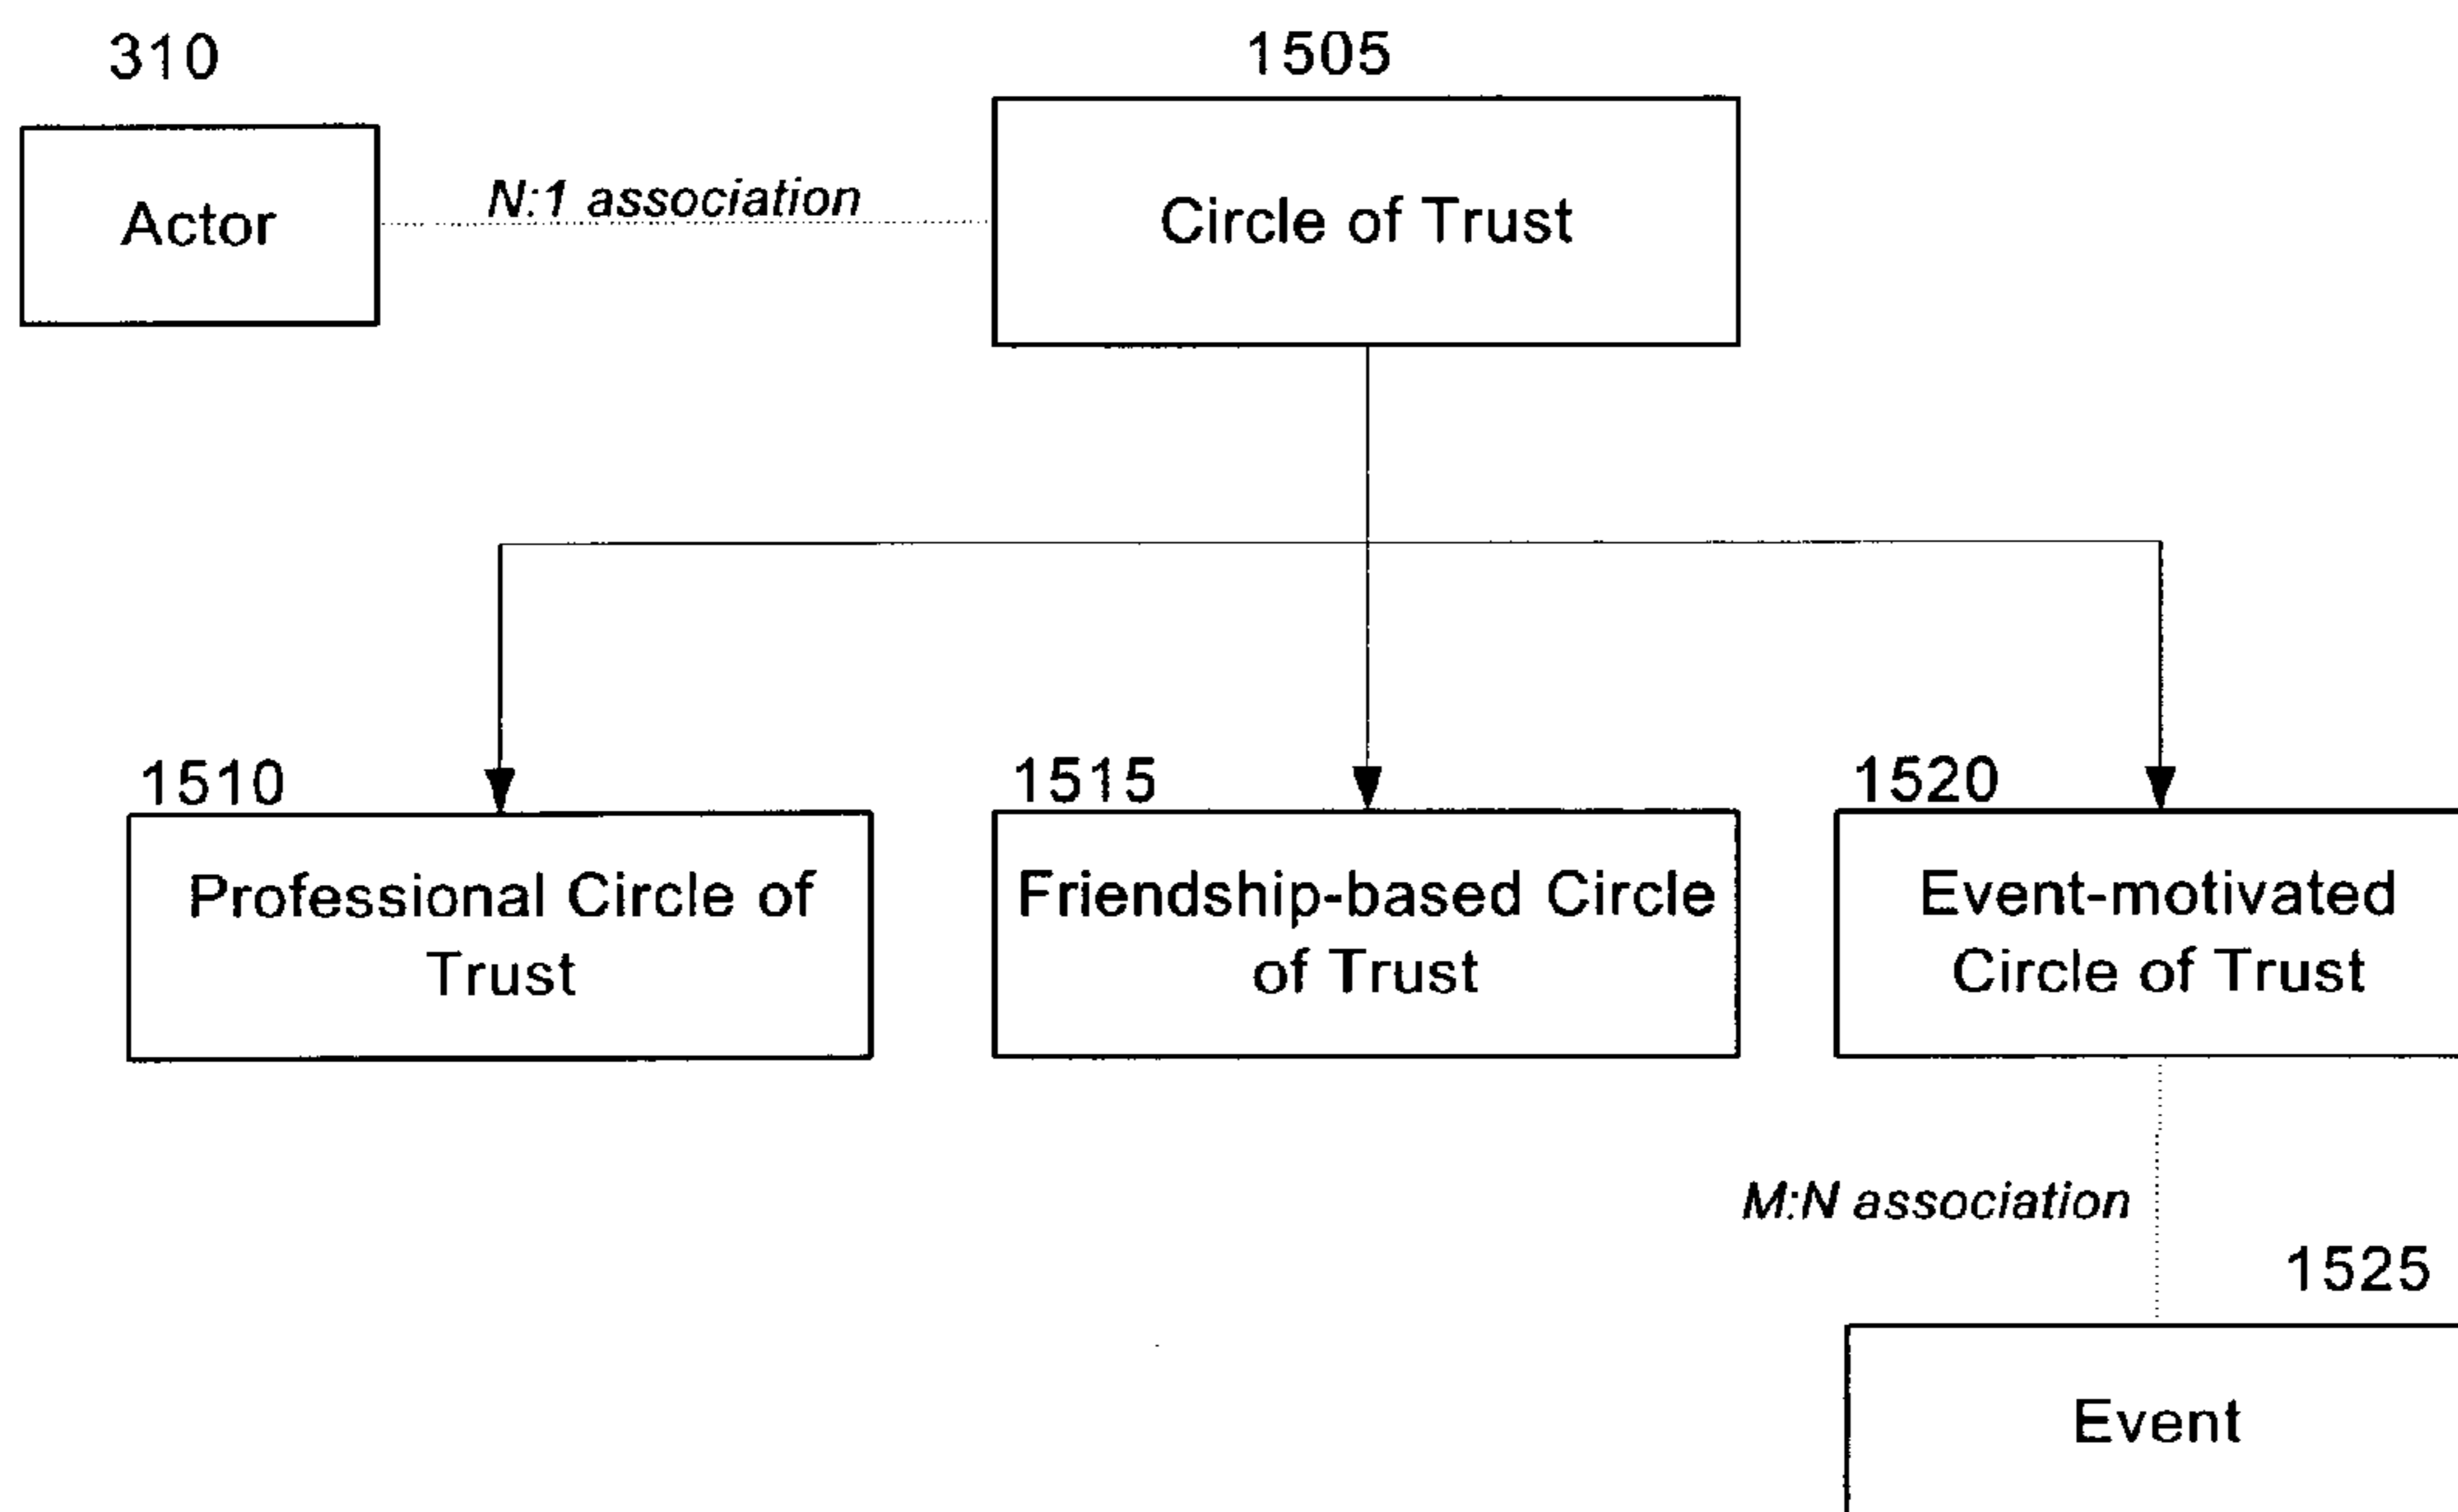 310
1505
Actor
N:1 association
Circle of Trust
1510
1515
1520
Professional Circle of
Trust
Friendship-based Circle
of Trust
Event-motivated
Circle of Trust
M:N association
1525
Event